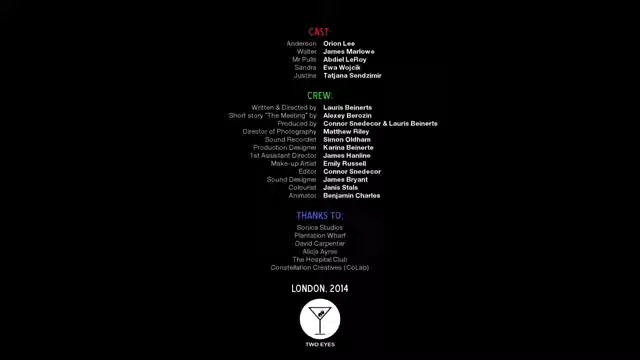 CAST:
Anderson Orion Lee
Walter James Marlowe
Mr Pulls Abdiel LeRoy
Sandra Ewa Wojcik
Justine Tatjana Sendzimir
CREW:
Written & Directed by Lauris Beinerts
Short story "The Meeting" by Alexey Berozin
Produced by Connor Snedecor & Lauris Beinerts
Director of Photography Matthew Riley
Sound Recordist Simon Oldham
Production Designer Karina Beinerte
1st Assistant Director James Hanline
Make-up Artist Emily Russell
Editor Connor Snedecor
Sound Designer James Bryant
Colourist Janis Stals
Animator Benjamin Charles
THANKS TO:
Sonica Studios
Plantation Wharf
David Carpenter
Alicja Ayres
The Hospital Club
Constellation Creatives (CoLab)
LONDON, 2014
TWO EYES